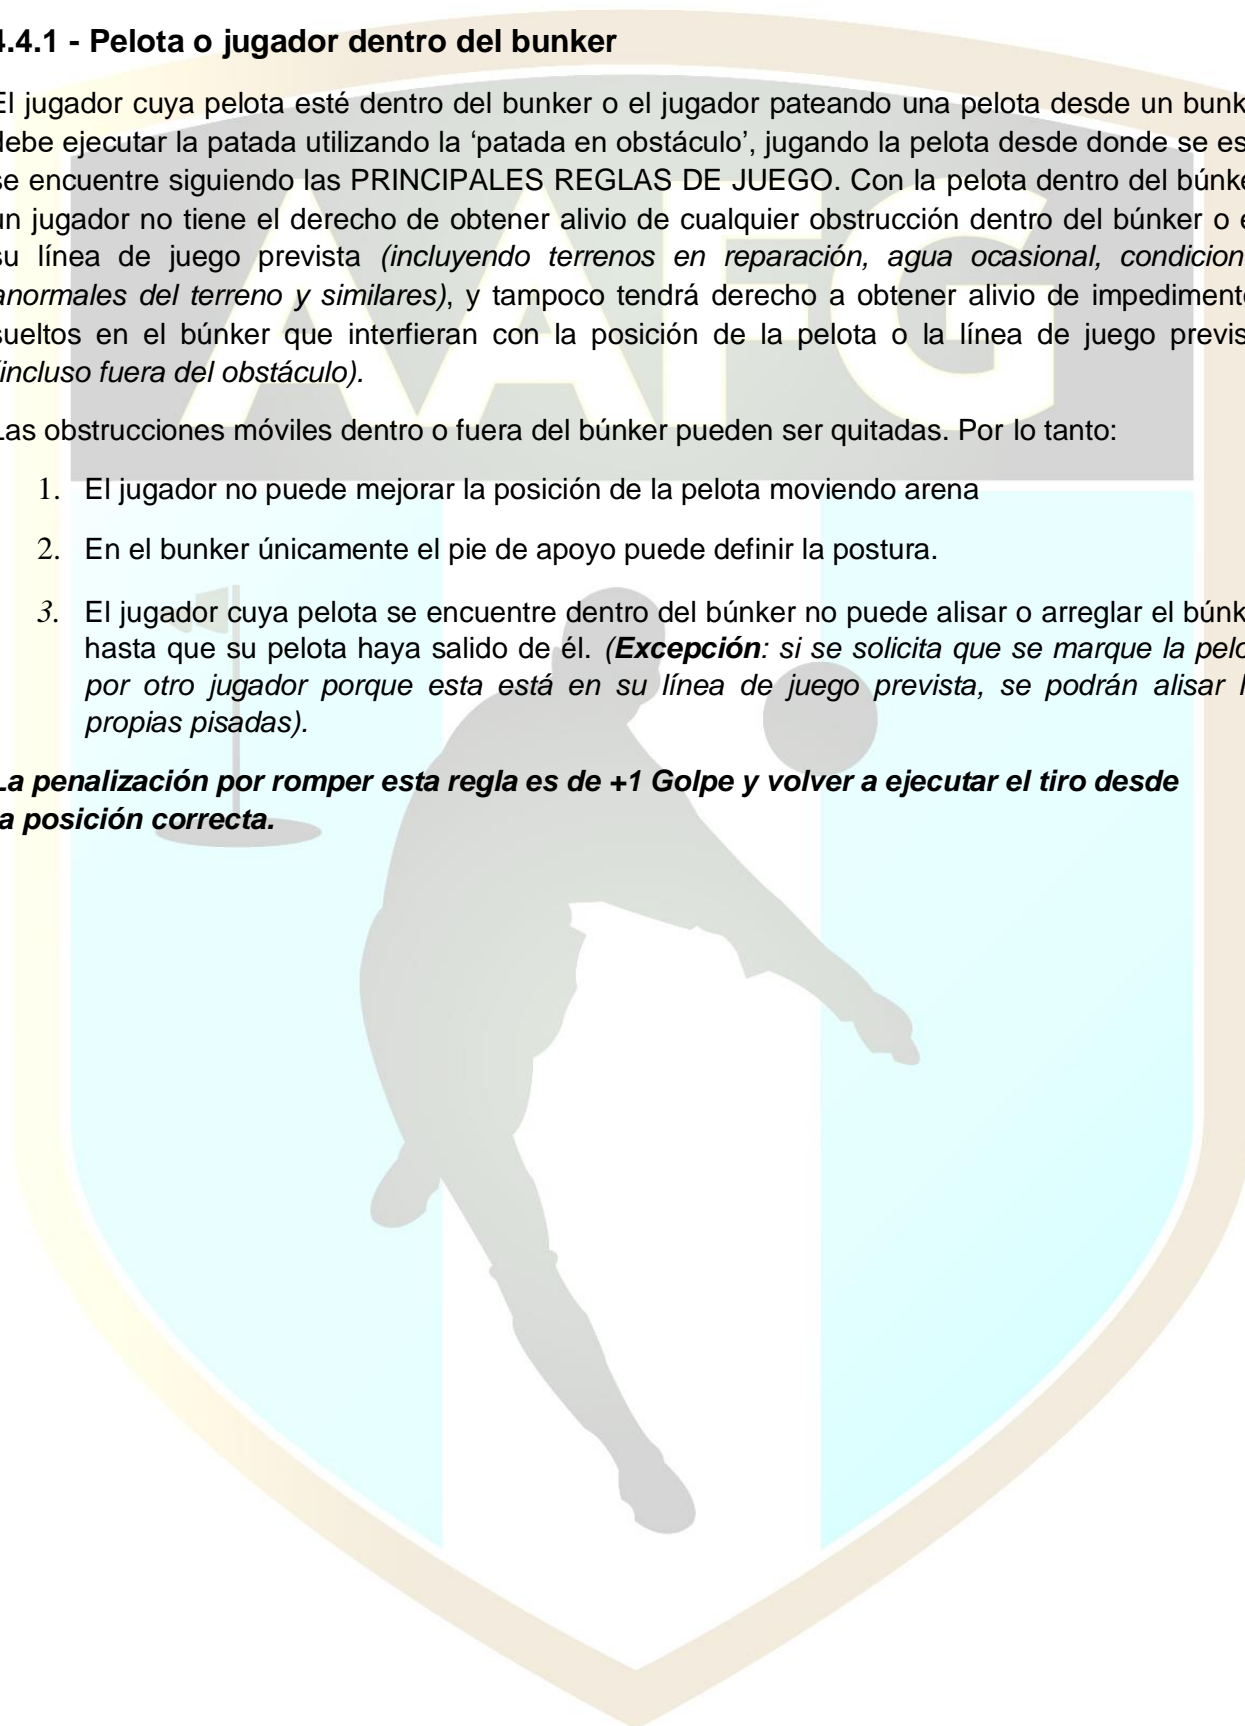 4.4.1 - Pelota o jugador dentro del bunker
El jugador cuya pelota esté dentro del bunker o el jugador pateando una pelota desde un bunk
debe ejecutar la patada utilizando la ‘patada en obstáculo’, jugando la pelota desde donde se es
se encuentre siguiendo las PRINCIPALES REGLAS DE JUEGO. Con la pelota dentro del búnke
un jugador no tiene el derecho de obtener alivio de cualquier obstrucción dentro del búnker o e
su línea de juego prevista (incluyendo terrenos en reparación, agua ocasional, condicion
anormales del terreno y similares), y tampoco tendrá derecho a obtener alivio de impediment
sueltos en el búnker que interfieran con la posición de la pelota o la línea de juego previs
(incluso fuera del obstáculo).
Las obstrucciones móviles dentro o fuera del búnker pueden ser quitadas. Por lo tanto:
1. El jugador no puede mejorar la posición de la pelota moviendo arena
2. En el bunker únicamente el pie de apoyo puede definir la postura.
3. El jugador cuya pelota se encuentre dentro del búnker no puede alisar o arreglar el búnk
hasta que su pelota haya salido de él. (Excepción: si se solicita que se marque la pelo
por otro jugador porque esta está en su línea de juego prevista, se podrán alisar l
propias pisadas).
La penalización por romper esta regla es de +1 Golpe y volver a ejecutar el tiro desde
la posición correcta.
AAFG